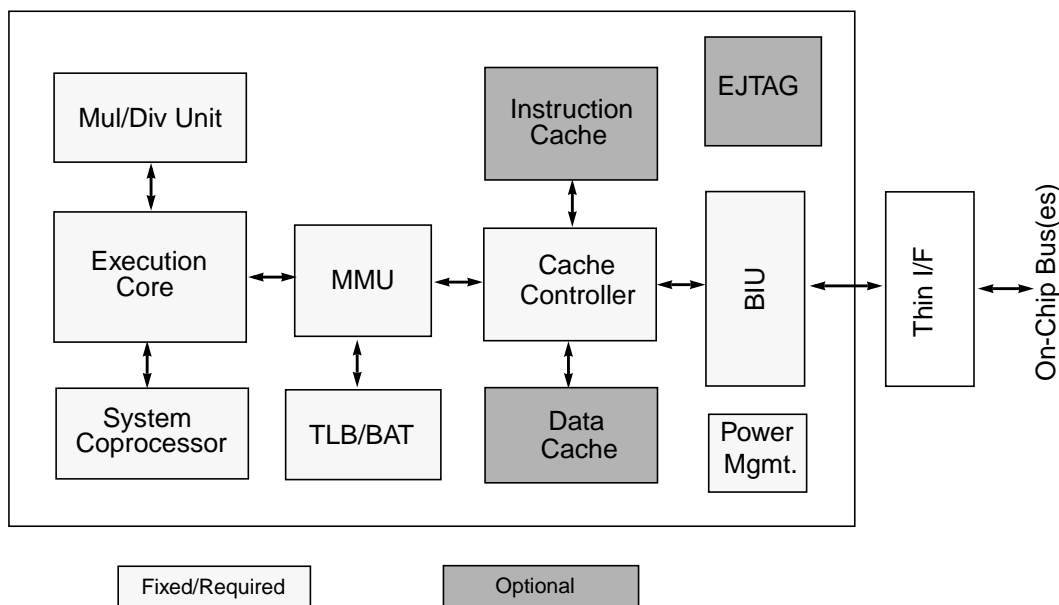 Mul/Div Unit
Instruction
Cache
EJTAG
Execution
Core
MMU
Cache
Controller
BIU
Thin I/F
On-Chip Bus(es)
System
Coprocessor
TLB/BAT
Data
Cache
Power
Mgmt.
Fixed/Required
Optional